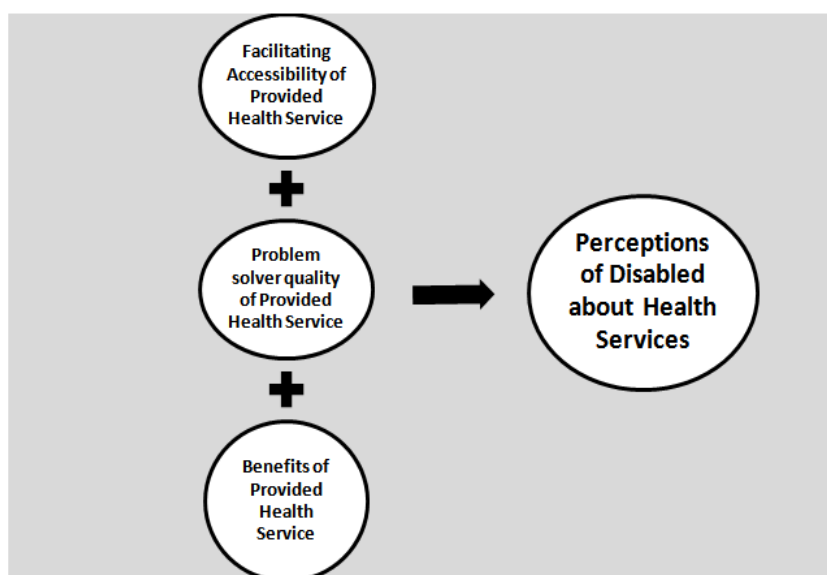 Facilitating
Accessibility of
Provided
Health Service
Problem
solver quality
of Provided
Health Service
Benefits of
Provided
Health
Service
Perceptions
of Disabled
about Health
Services